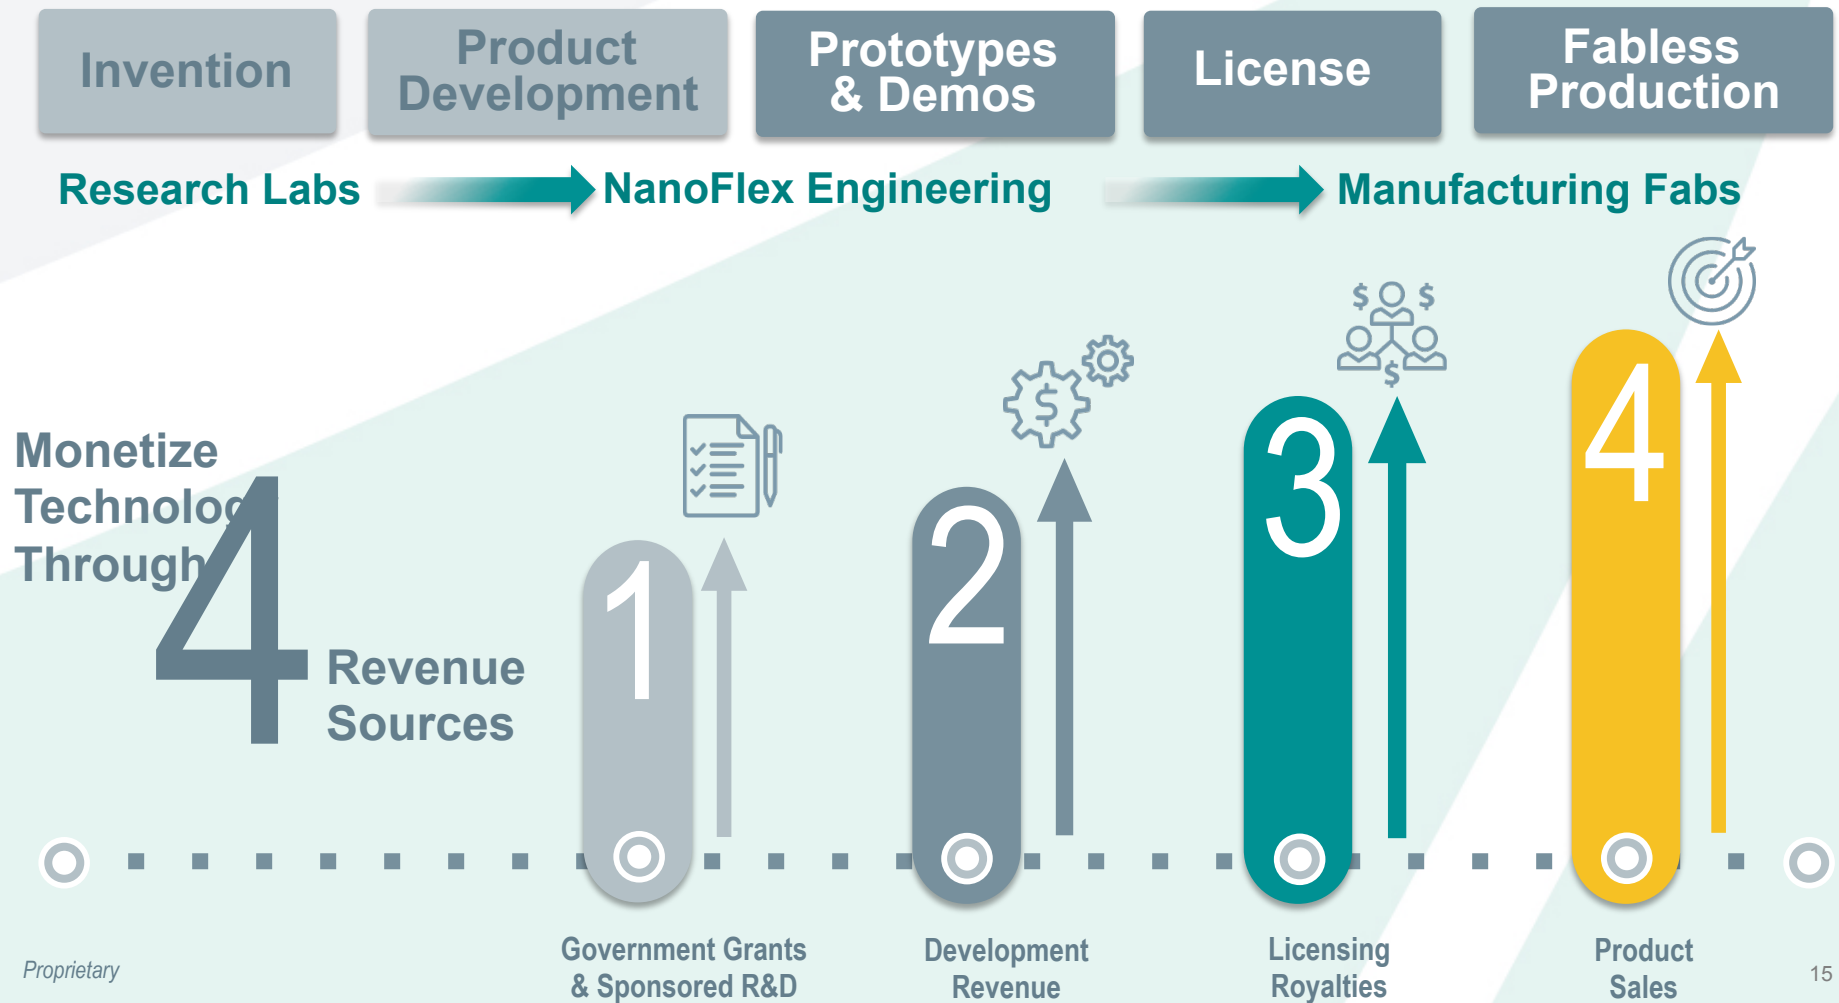 Invention
Product
Development
Prototypes
& Demos
License
Fabless
Production
Research Labs
NanoFlex Engineering
Manufacturing Fabs
Monetize
Technology
Through
4
Revenue
Sources
1
2
3
4
$
$ $
$
Government Grants
& Sponsored R&D
Development
Revenue
Licensing
Royalties
Product
Sales
Proprietary
15